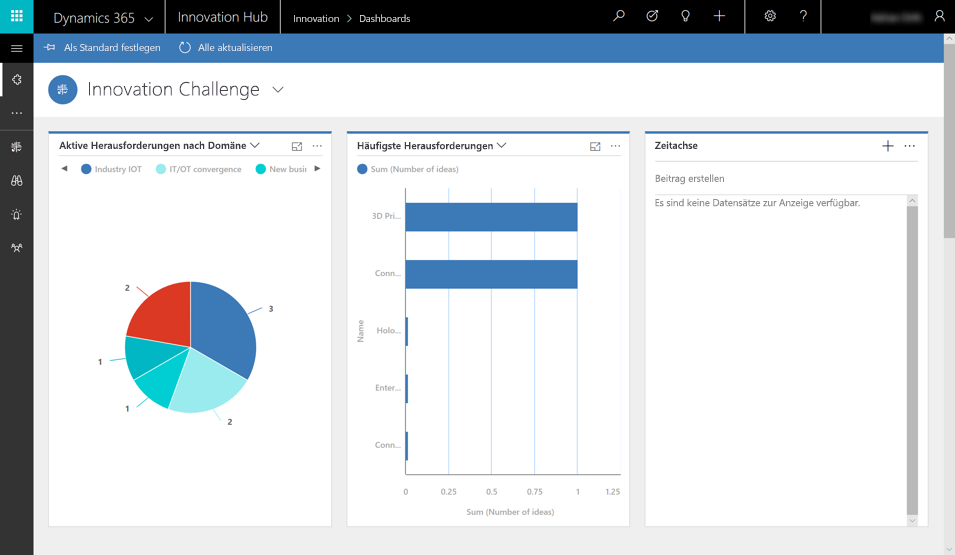 Dynamics 365
Innovation Hub
Innovation > Dashboards
?
Als Standard festlegen
Alle aktualisieren
Innovation Challenge
Aktive Herausforderungen nach Domäne
Industry IOT
IT/OT convergence
New busi
2
3
1
1
2
Häufigste Herausforderungen
Sum (Number of ideas)
3D Pri...
Conn...
Holo...
Enter...
Conn...
Name
0
0.25
0.5
0.75
1
1.25
Sum (Number of ideas)
Zeitachse
Beitrag erstellen
Es sind keine Datensätze zur Anzeige verfügbar.